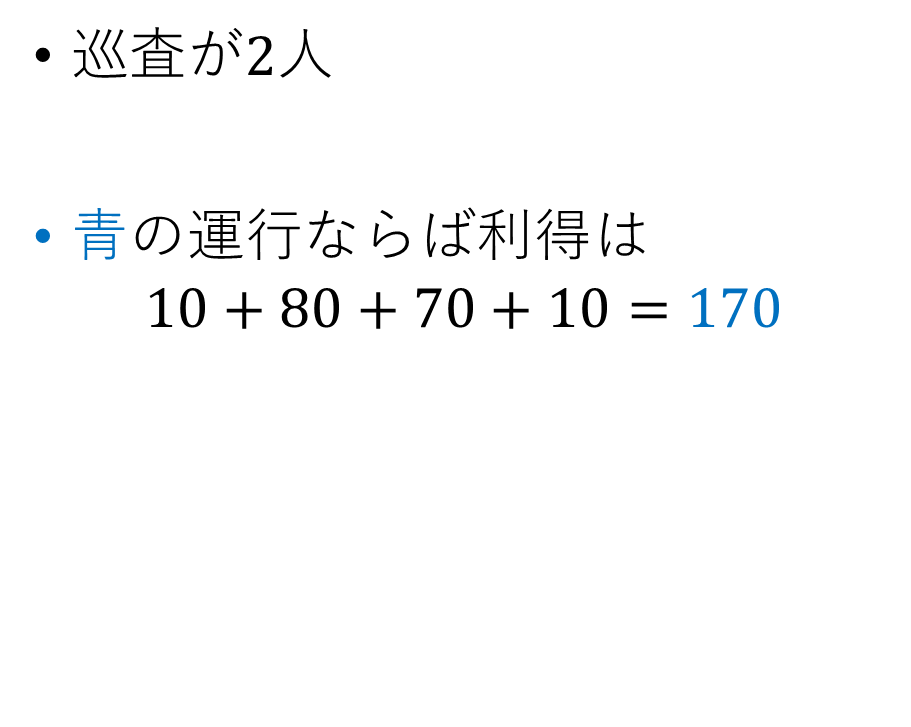 • 巡査が2人
• 青の運行ならば利得は
10 + 80 + 70 + 10 = 170